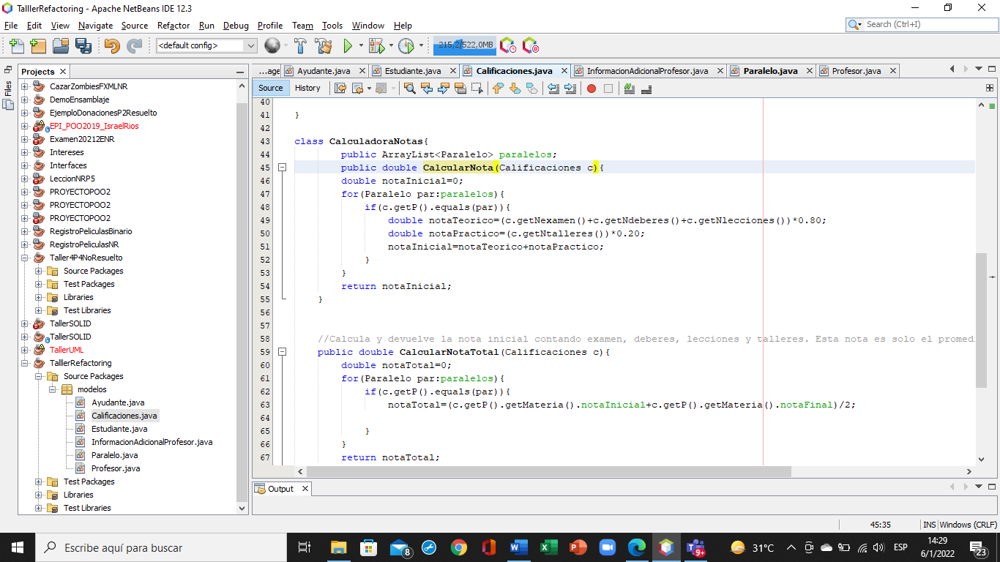 TalllerRefactoring - Apache NetBeans IDE 12.3
File Edit View Navigate Source Refactor Run Debug Profile Team Tools Window Help
Search (Ctrl+I)
<default config>
215,2/522,0MB
Files
Projects
CazarZombiesFXMLNR
DemoEnsamblaje
EjemploDonacionesP2Resuelto
EPI_POO2019_IsraelRios
Examen20212ENR
Intereses
Interfaces
LeccionNRP5
PROYECTOPOO2
PROYECTOPOO2
PROYECTOPOO2
RegistroPeliculasBinario
RegistroPeliculasNR
Taller4P4NoResuelto
Source Packages
Test Packages
Libraries
Test Libraries
TallerSOLID
TallerSOLID
TallerUML
TalllerRefactoring
Source Packages
modelos
Ayudante.java
Calificaciones.java
Estudiante.java
InformacionAdicionalProfesor.java
Paralelo.java
Profesor.java
Test Packages
Libraries
Test Libraries
...age Ayudante.java Estudiante.java Calificaciones.java InformacionAdicionalProfesor.java Paralelo.java Profesor.java
Source History
40
41 }
42
43 class CalculadoraNotas{
44 public ArrayList<Paralelo> paralelos;
45 public double CalcularNota(Calificaciones c){
46 double notaInicial=0;
47 for(Paralelo par:paralelos){
48 if(c.getP().equals(par)){
49 double notaTeorico=(c.getNexamen()+c.getNdeberes()+c.getNlecciones())*0.80;
50 double notaPractico=(c.getNtalleres())*0.20;
51 notaInicial=notaTeorico+notaPractico;
52 }
53 }
54 return notaInicial;
55 }
56
57
58 //Calcula y devuelve la nota inicial contando examen, deberes, lecciones y talleres. Esta nota es solo el promed
59 public double CalcularNotaTotal(Calificaciones c){
60 double notaTotal=0;
61 for(Paralelo par:paralelos){
62 if(c.getP().equals(par)){
63 notaTotal=(c.getP().getMateria().notaInicial+c.getP().getMateria().notaFinal)/2;
64
65 }
66 }
67 return notaTotal;
Output
45:35 INS Windows (CRLF)
Escribe aquí para buscar
8
9+
31°C
ESP
14:29
6/1/2022
23